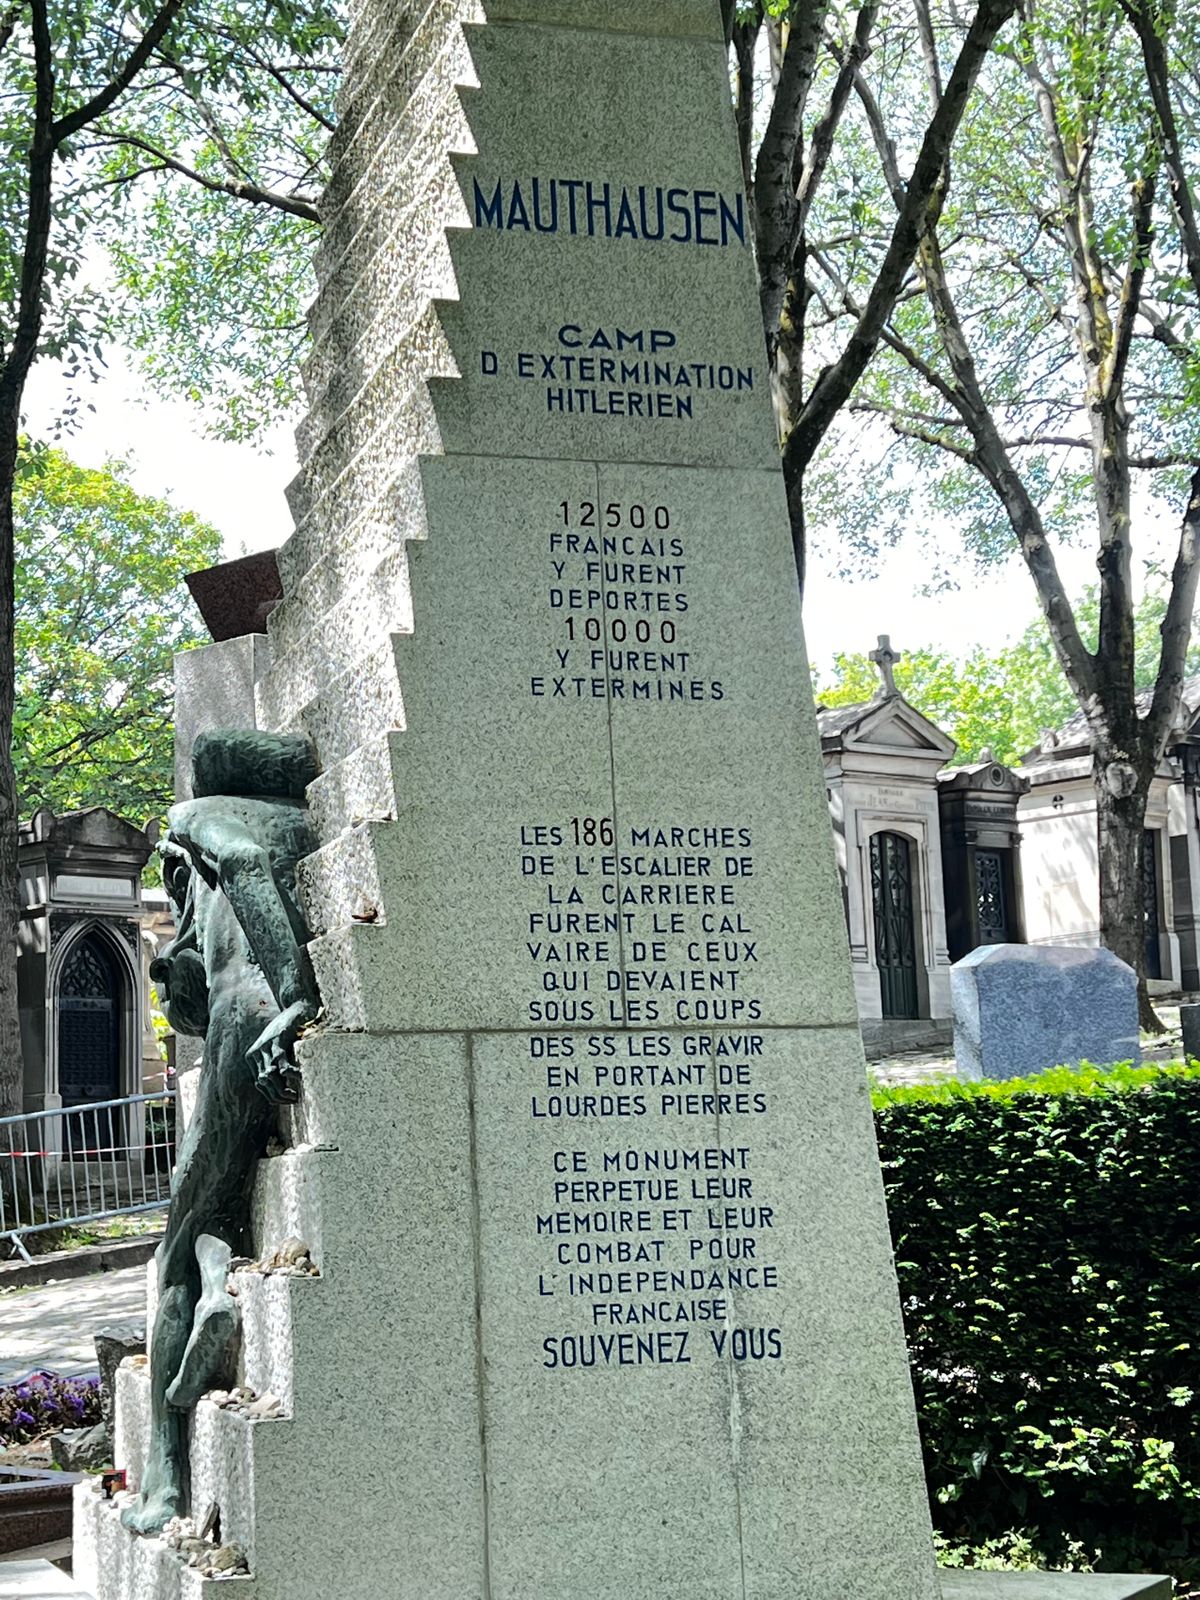 MAUTHAUSEN
CAMP
D EXTERMINATION
HITLERIEN
12500
FRANCAIS
Y FURENT
DEPORTES
10000
Y FURENT
EXTERMINES
LES 186 MARCHES
DE L'ESCALIER DE
LA CARRIERE
FURENT LE CAL
VAIRE DE CEUX
QUI DEVAIENT
SOUS LES COUPS
DES SS LES GRAVIR
EN PORTANT DE
LOURDES PIERRES
CE MONUMENT
PERPETUE LEUR
MEMOIRE ET LEUR
COMBAT POUR
L'INDEPENDANCE
FRANCAISE
SOUVENEZ VOUS